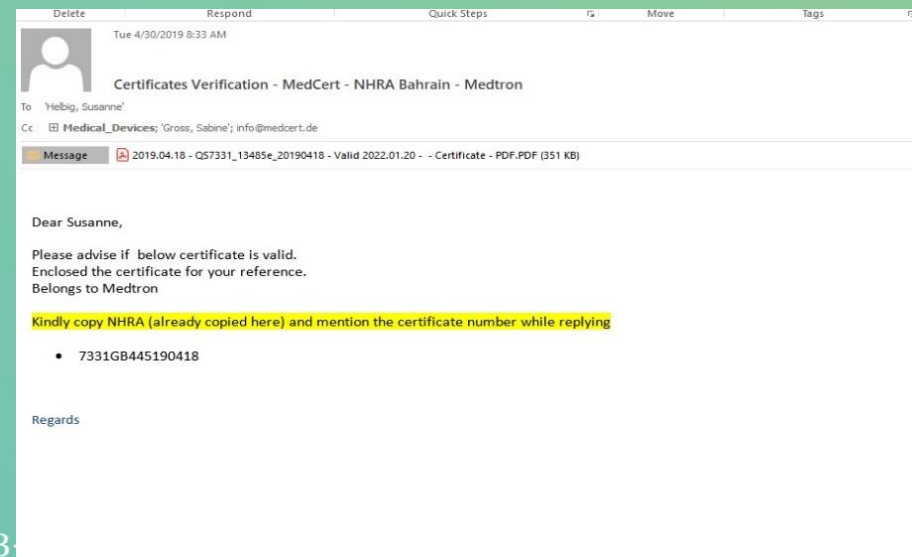 Delete Respond Quick Steps Move Tags
Tue 4/30/2019 8:33 AM
Certificates Verification - MedCert - NHRA Bahrain - Medtron
To 'Helbig, Susanne'
Cc Medical_Devices; 'Gross, Sabine'; info@medcert.de
Message 2019.04.18 - QS7331_13485e_20190418 - Valid 2022.01.20 - - Certificate - PDF.PDF (351 KB)
Dear Susanne,
Please advise if below certificate is valid.
Enclosed the certificate for your reference.
Belongs to Medtron
Kindly copy NHRA (already copied here) and mention the certificate number while replying
• 7331GB445190418
Regards